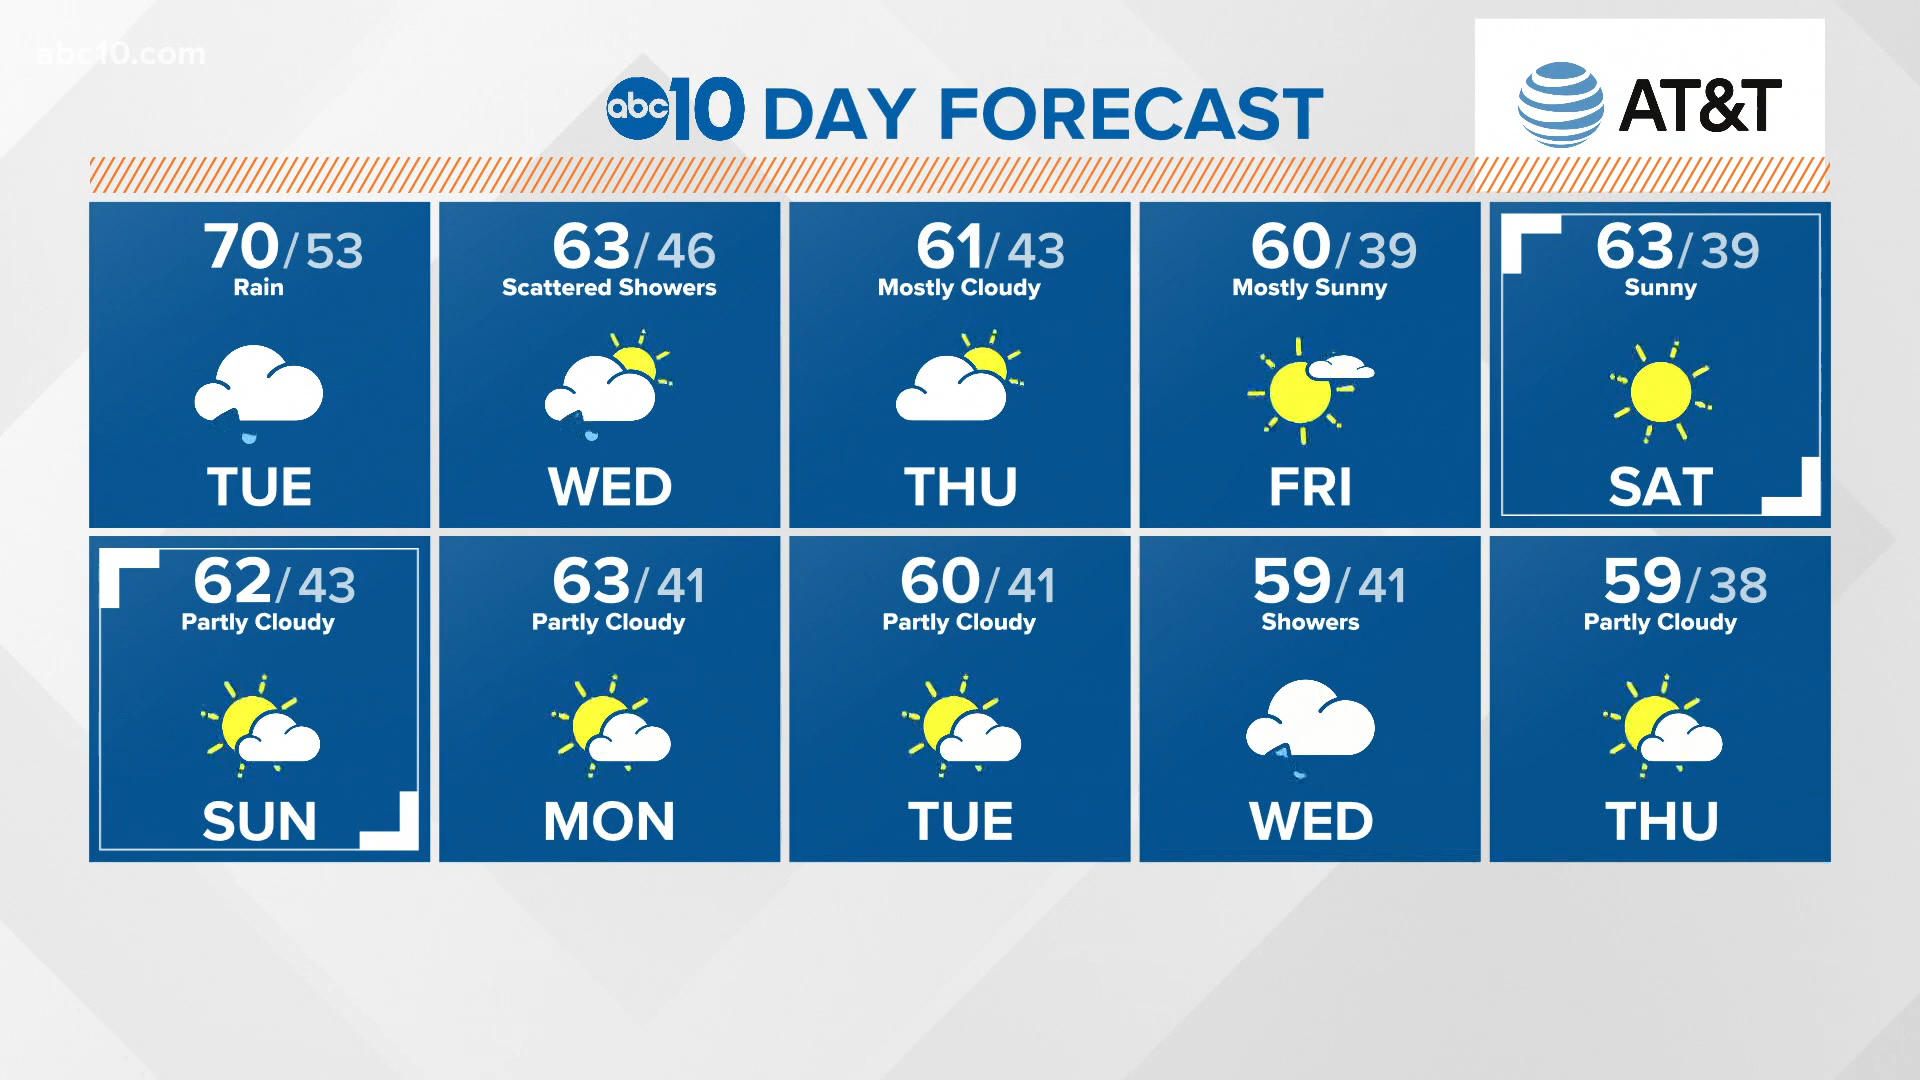 abc10.com
abc10 DAY FORECAST
AT&T
70/53
Rain
TUE
63/46
Scattered Showers
WED
61/43
Mostly Cloudy
THU
60/39
Mostly Sunny
FRI
63/39
Sunny
SAT
62/43
Partly Cloudy
SUN
63/41
Partly Cloudy
MON
60/41
Partly Cloudy
TUE
59/41
Showers
WED
59/38
Partly Cloudy
THU